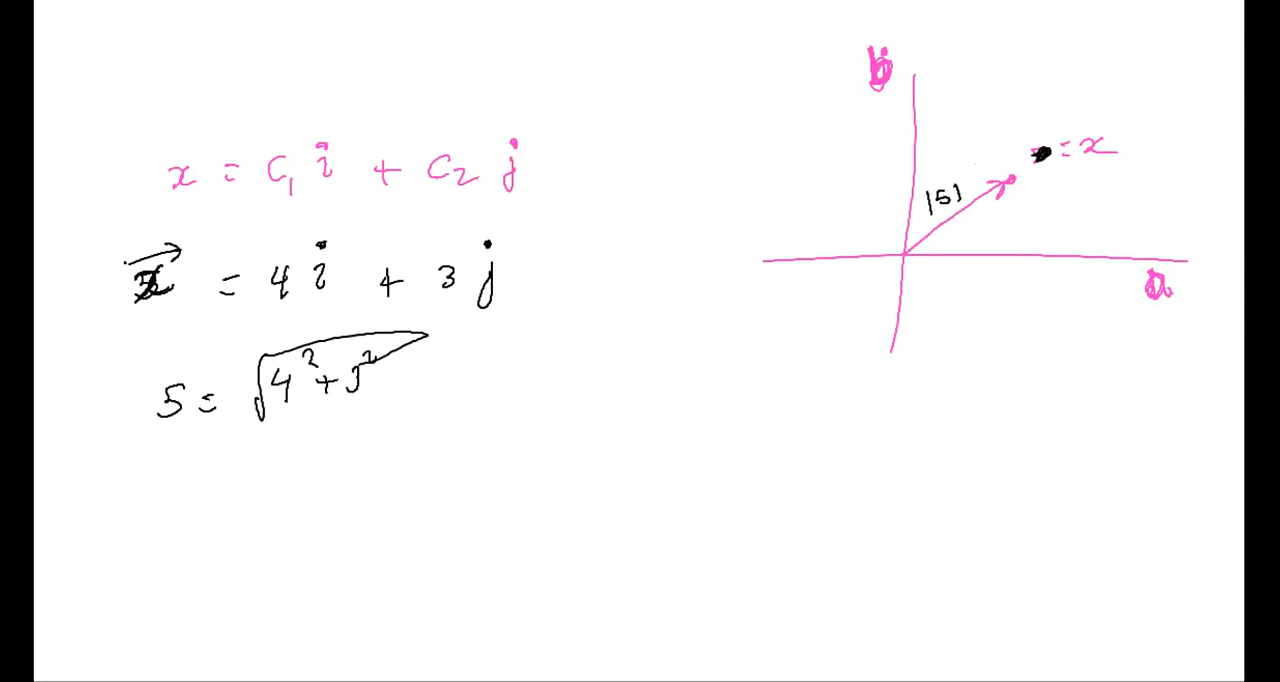 x = C₁ i + C₂ j
x⃗ = 4 i + 3 j
5 = √4² + 3²
|5|
= x